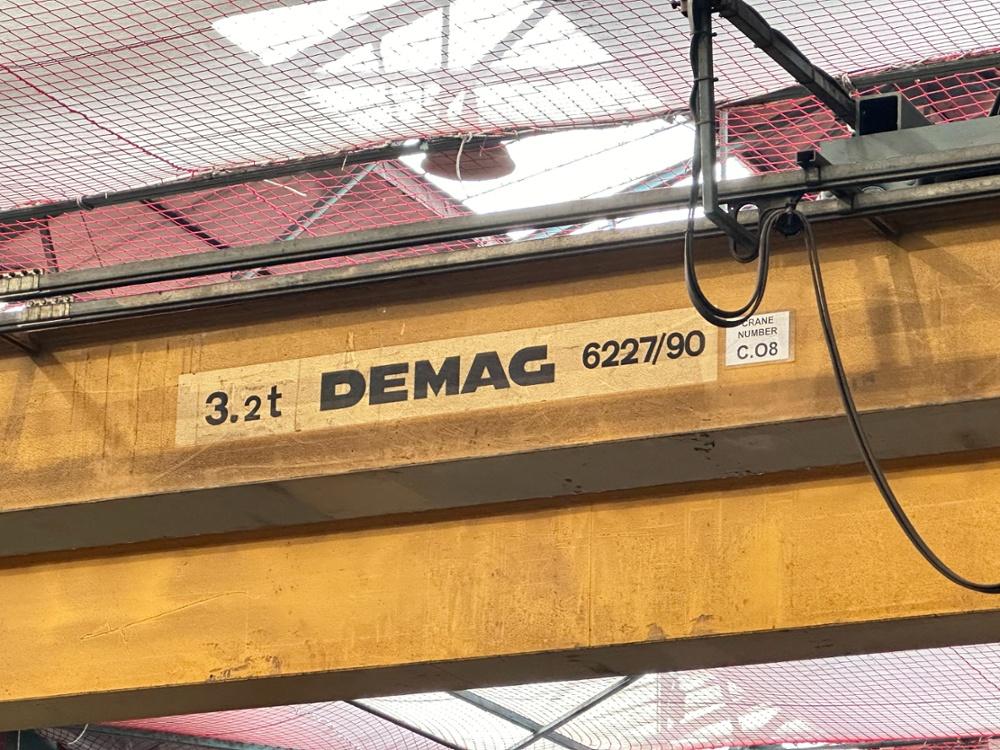 3.2t DEMAG 6227/90
CRANE
NUMBER
C.08